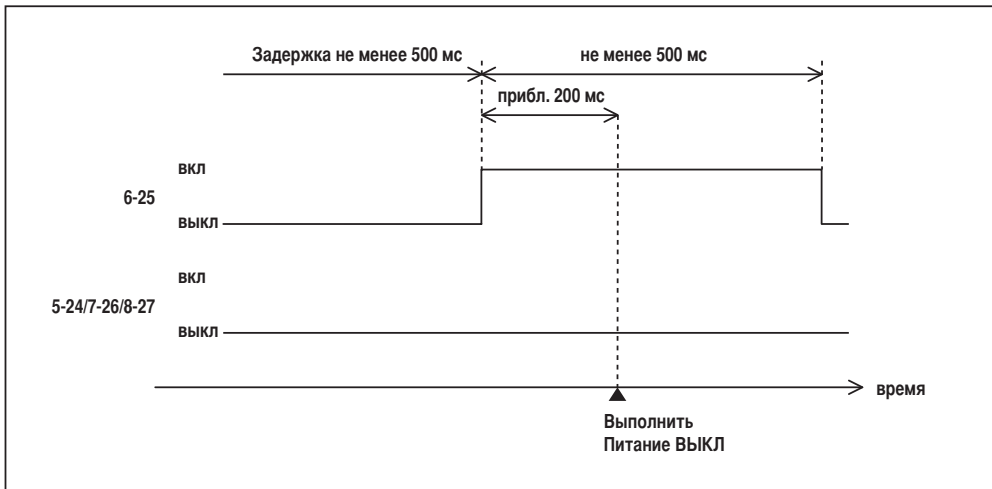 Задержка не менее 500 мс
не менее 500 мс
прибл. 200 мс
ВКЛ
6-25
ВЫКЛ
ВКЛ
5-24/7-26/8-27
ВЫКЛ
время
Выполнить
Питание ВЫКЛ